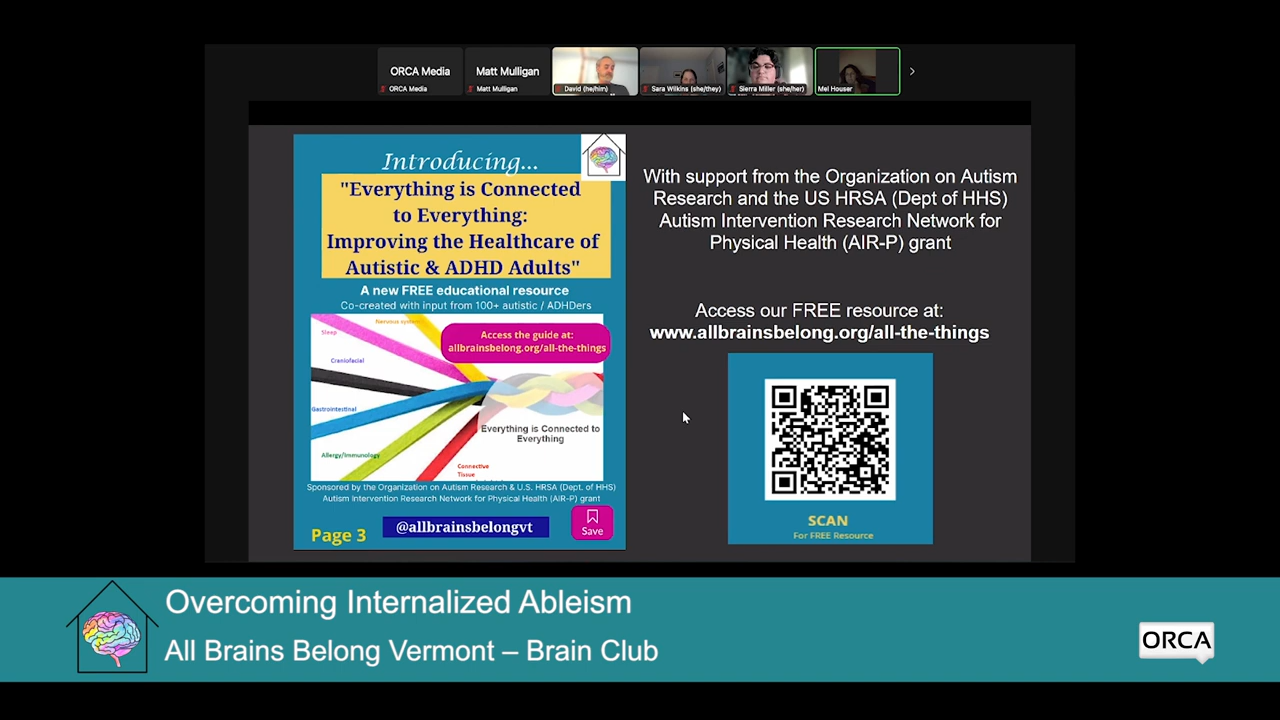 ORCA Media
Matt Mulligan
ORCA Media
Matt Mulligan
David (he/him)
Sara Wilkins (she/they)
Sierra Miller (she/her)
Mel Houser
Introducing...
"Everything is Connected
to Everything:
Improving the Healthcare of
Autistic & ADHD Adults"
A new FREE educational resource
Co-created with input from 100+ autistic / ADHDers
Nervous system
Sleep
Access the guide at:
allbrainsbelong.org/all-the-things
Craniofacial
Gastrointestinal
Everything is Connected to
Everything
Allergy/Immunology
Connective
Tissue
Sponsored by the Organization on Autism Research & U.S. HRSA (Dept. of HHS)
Autism Intervention Research Network for Physical Health (AIR-P) grant
Page 3
@allbrainsbelongvt
Save
With support from the Organization on Autism
Research and the US HRSA (Dept of HHS)
Autism Intervention Research Network for
Physical Health (AIR-P) grant
Access our FREE resource at:
www.allbrainsbelong.org/all-the-things
SCAN
For FREE Resource
Overcoming Internalized Ableism
All Brains Belong Vermont – Brain Club
ORCA